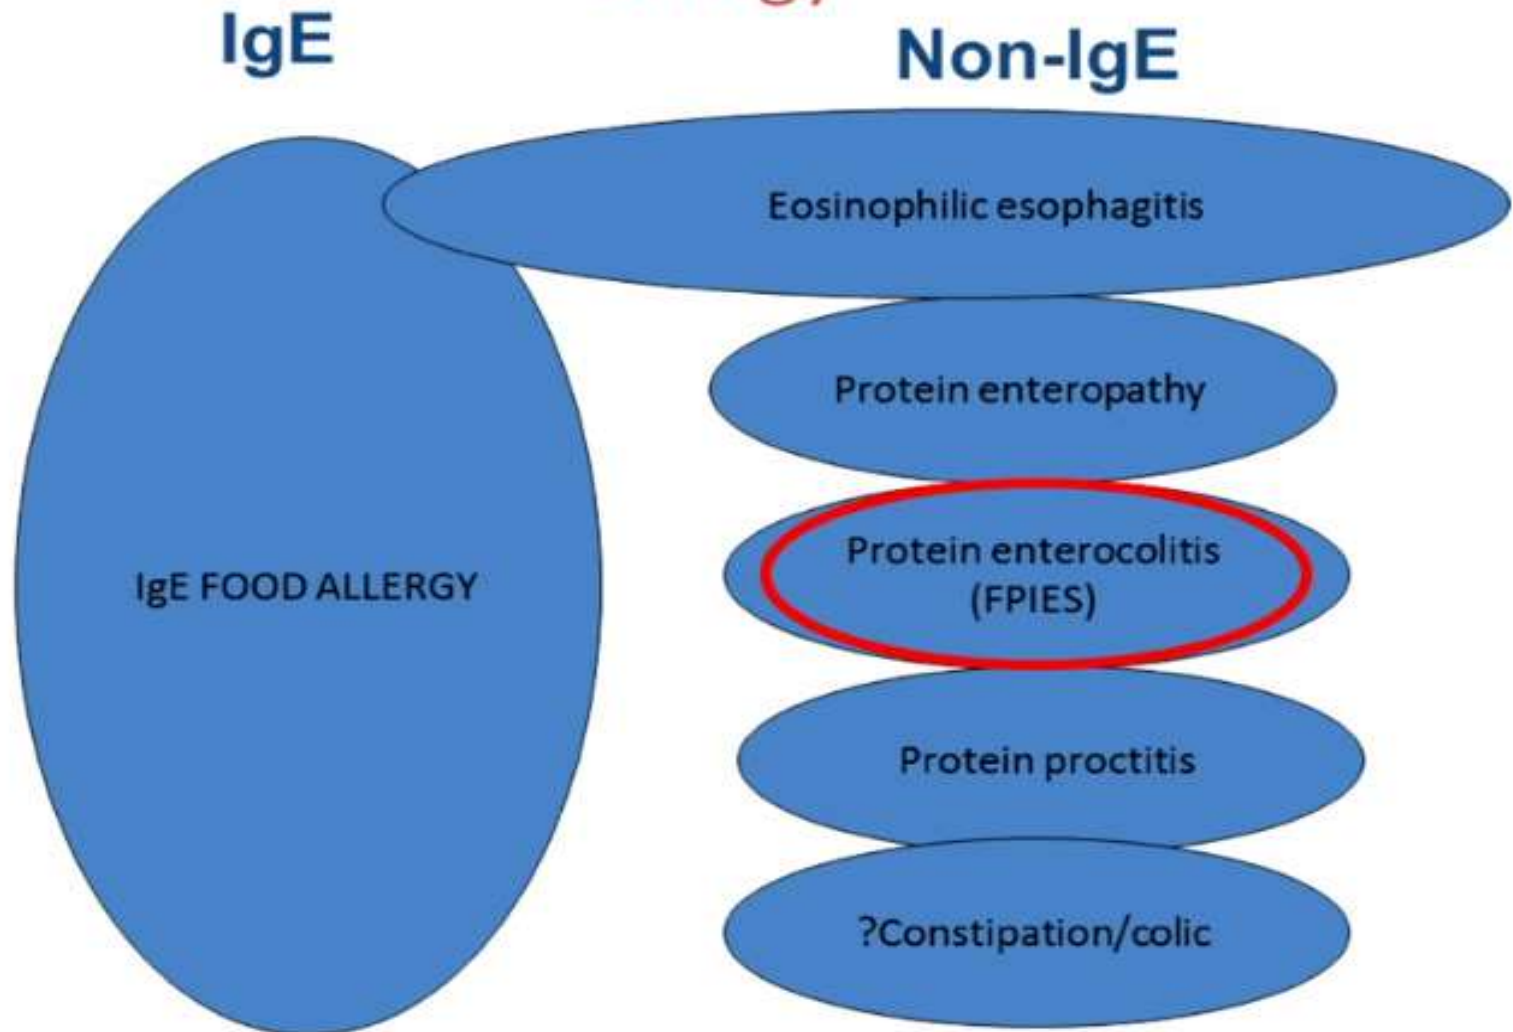 IgE
Non-IgE
Eosinophilic esophagitis
Protein enteropathy
IgE FOOD ALLERGY
Protein enterocolitis
(FPIES)
Protein proctitis
?Constipation/colic